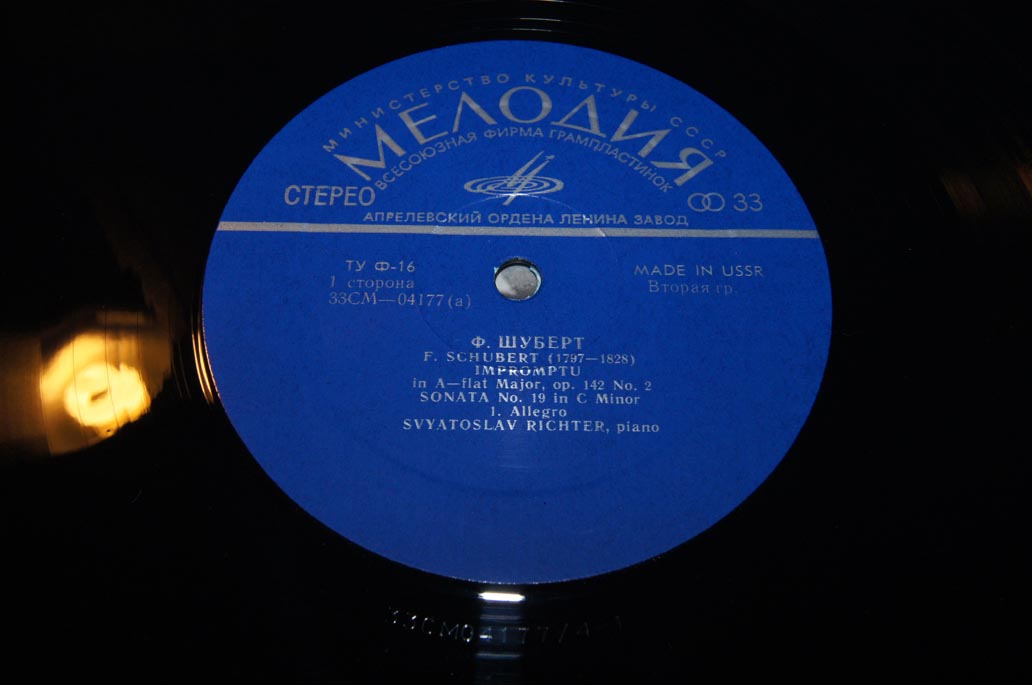 МИНИСТЕРСТВО КУЛЬТУРЫ СССР
МЕЛОДИЯ
ВСЕСОЮЗНАЯ ФИРМА ГРАМПЛАСТИНОК
СТЕРЕО
33
АПРЕЛЕВСКИЙ ОРДЕНА ЛЕНИНА ЗАВОД
ТУ Ф-16
1 сторона
33СМ—04177(а)
MADE IN USSR
Вторая гр.
Ф. ШУБЕРТ
F. SCHUBERT (1797—1828)
IMPROMPTU
in A—flat Major, op. 142 No. 2
SONATA No. 19 in C Minor
1. Allegro
SVYATOSLAV RICHTER, piano
33СМ04177/А-1